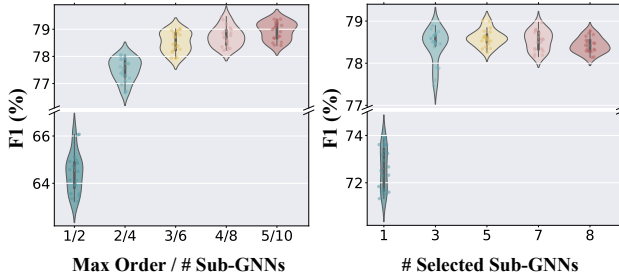 F1 (%)
79
78
77
66
64
1/2 2/4 3/6 4/8 5/10
Max Order / # Sub-GNNs
F1 (%)
79
78
77
74
72
1 3 5 7 8
# Selected Sub-GNNs